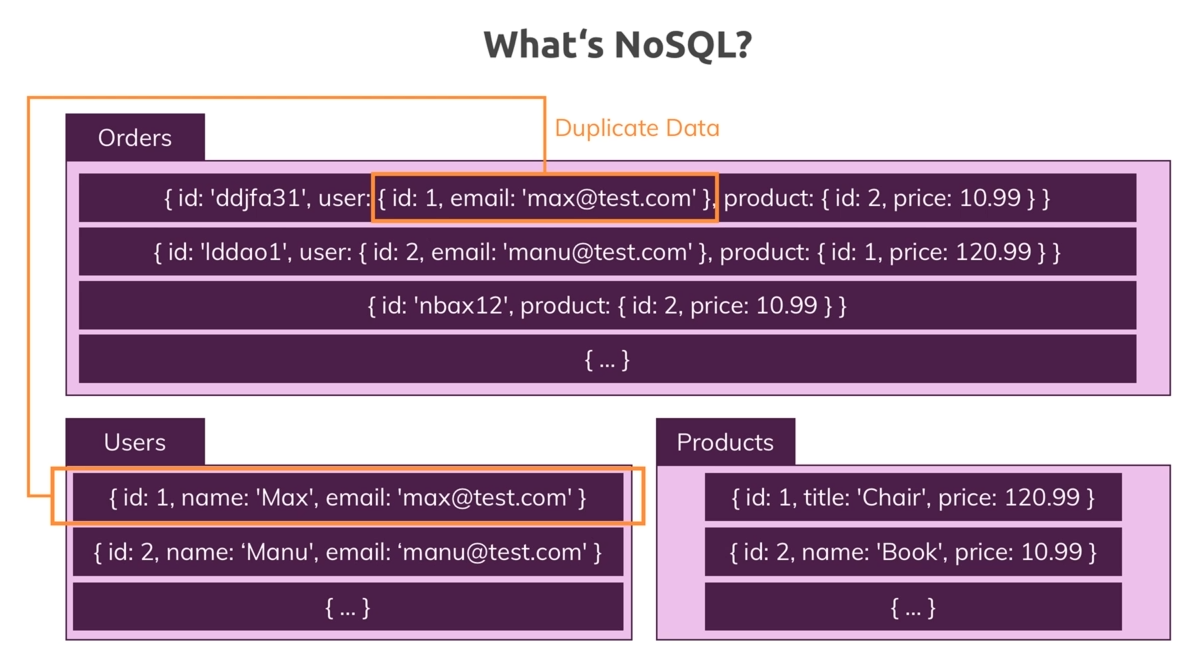 What‘s NoSQL?
Duplicate Data
Orders
{ id: 'ddjfa31', user: { id: 1, email: 'max@test.com' }, product: { id: 2, price: 10.99 } }
{ id: 'lddao1', user: { id: 2, email: 'manu@test.com' }, product: { id: 1, price: 120.99 } }
{ id: 'nbax12', product: { id: 2, price: 10.99 } }
{ ... }
Users
{ id: 1, name: 'Max', email: 'max@test.com' }
{ id: 2, name: ‘Manu', email: ‘manu@test.com' }
{ ... }
Products
{ id: 1, title: 'Chair', price: 120.99 }
{ id: 2, name: 'Book', price: 10.99 }
{ ... }